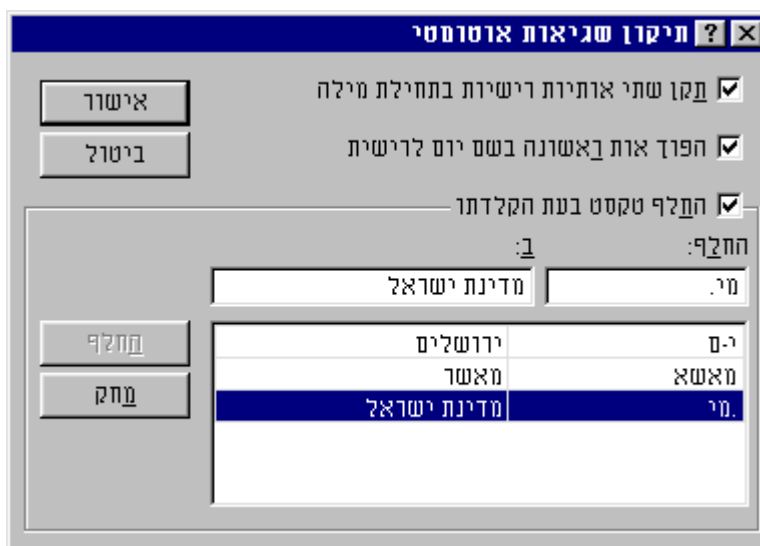 תיקון שגיאות אוטומטי
תקן שתי אותיות רישיות בתחילת מילה
אישור
הפוך אות ראשונה בשם יום לרישית
ביטול
החלף טקסט בעת הקלדתו
החלף: ב:
מי. מדינת ישראל
י-ם ירושלים
החלף
מאשא מאשר
מחק
.מי מדינת ישראל